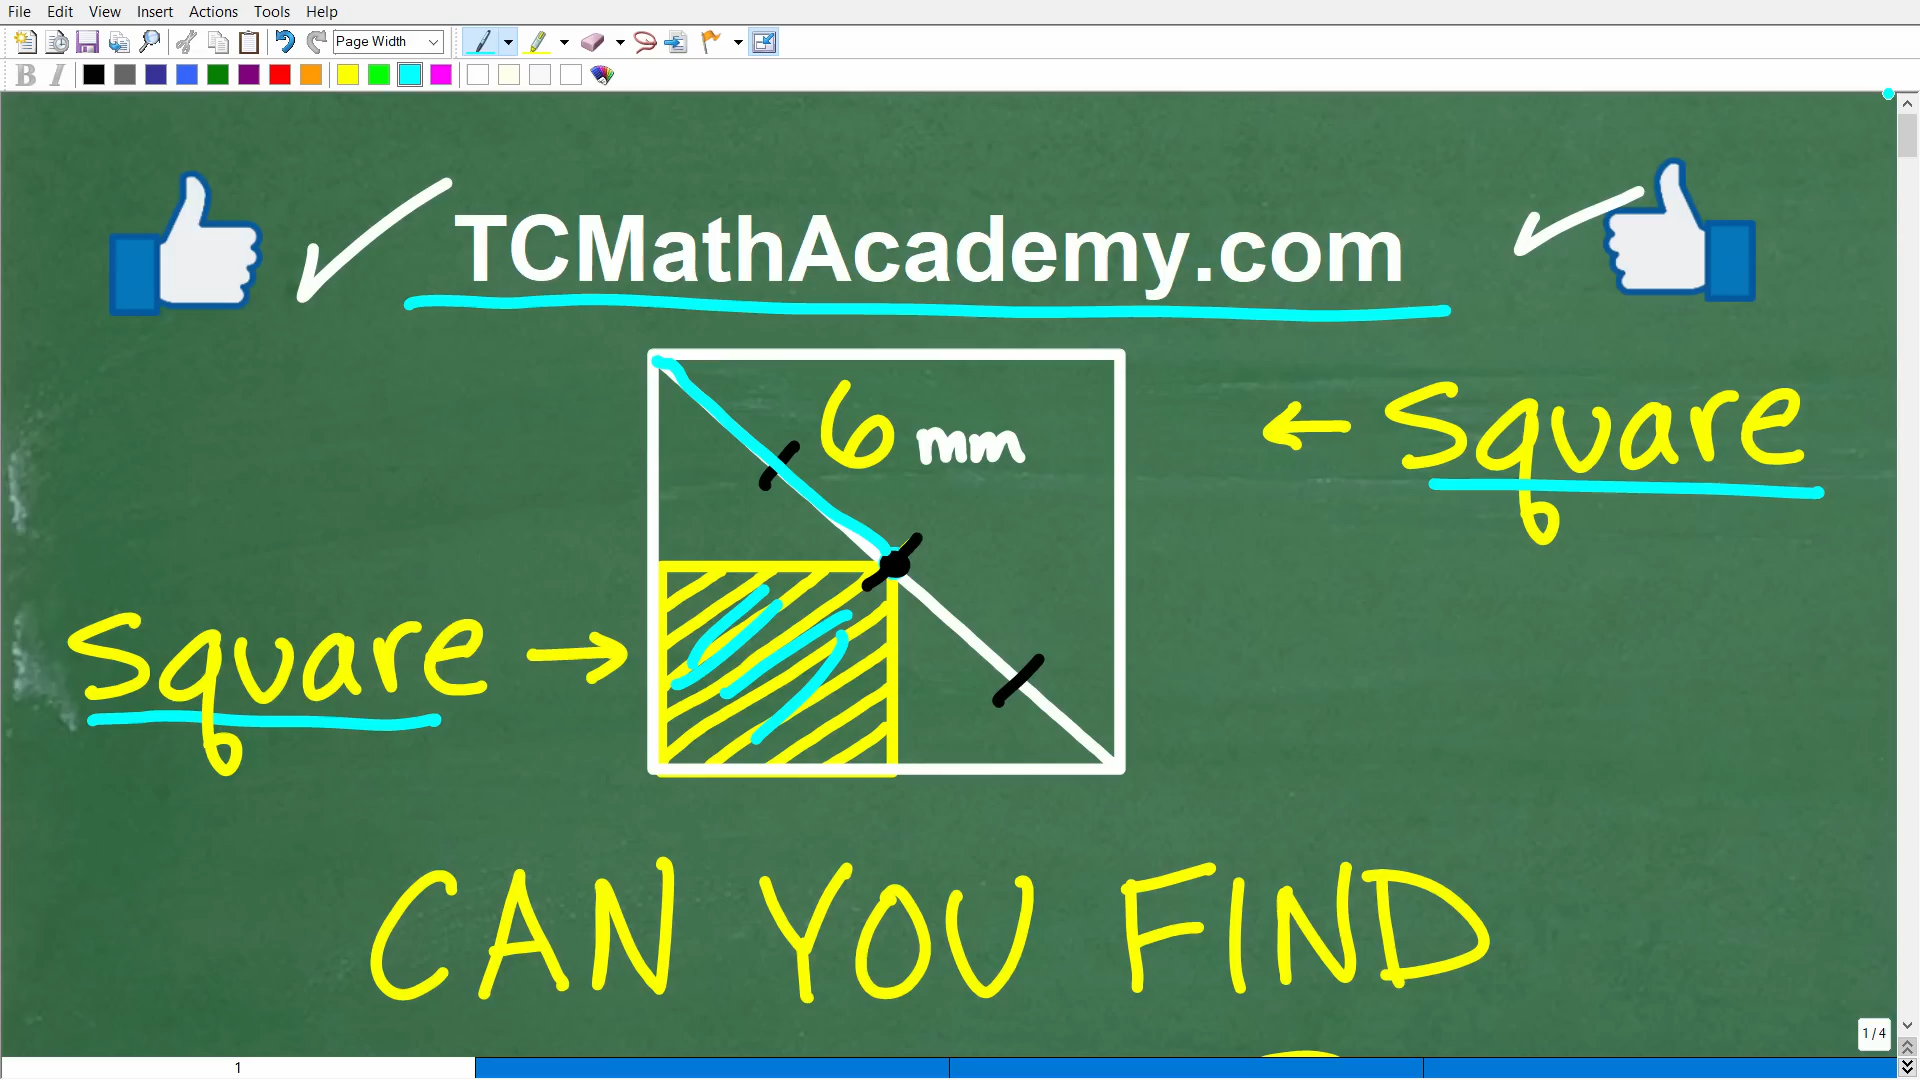 File Edit View Insert Actions Tools Help
Page Width
B I
TCMathAcademy.com
6 mm
← Square
Square →
CAN YOU FIND
1 / 4
1